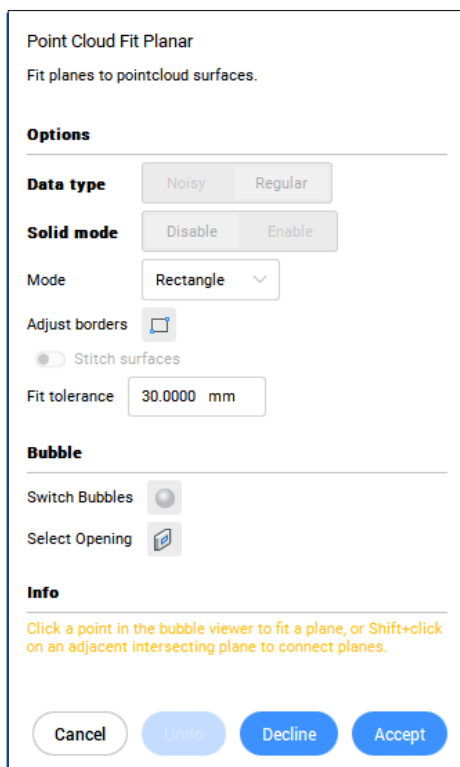 Point Cloud Fit Planar
Fit planes to pointcloud surfaces.
Options
Data type Noisy Regular
Solid mode Disable Enable
Mode Rectangle
Adjust borders
Stitch surfaces
Fit tolerance 30.0000 mm
Bubble
Switch Bubbles
Select Opening
Info
Click a point in the bubble viewer to fit a plane, or Shift+click
on an adjacent intersecting plane to connect planes.
Cancel Undo Decline Accept